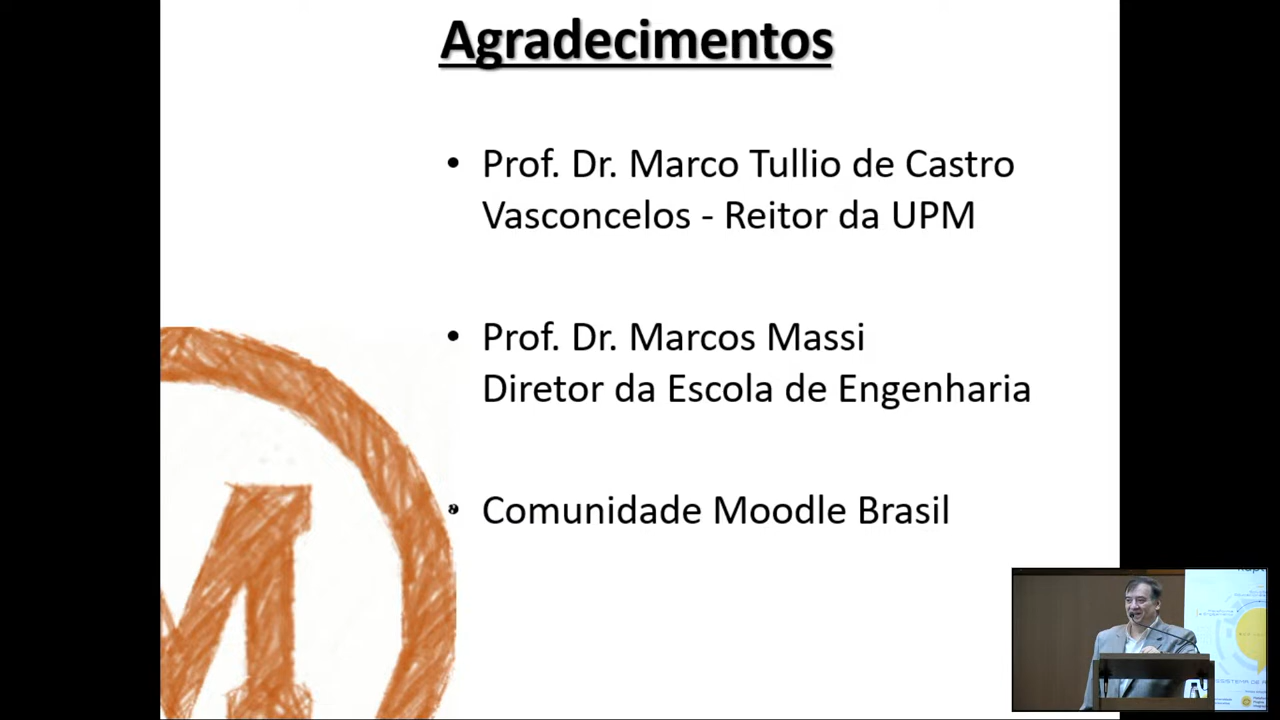 Agradecimentos
• Prof. Dr. Marco Tullio de Castro
Vasconcelos - Reitor da UPM
• Prof. Dr. Marcos Massi
Diretor da Escola de Engenharia
• Comunidade Moodle Brasil
M